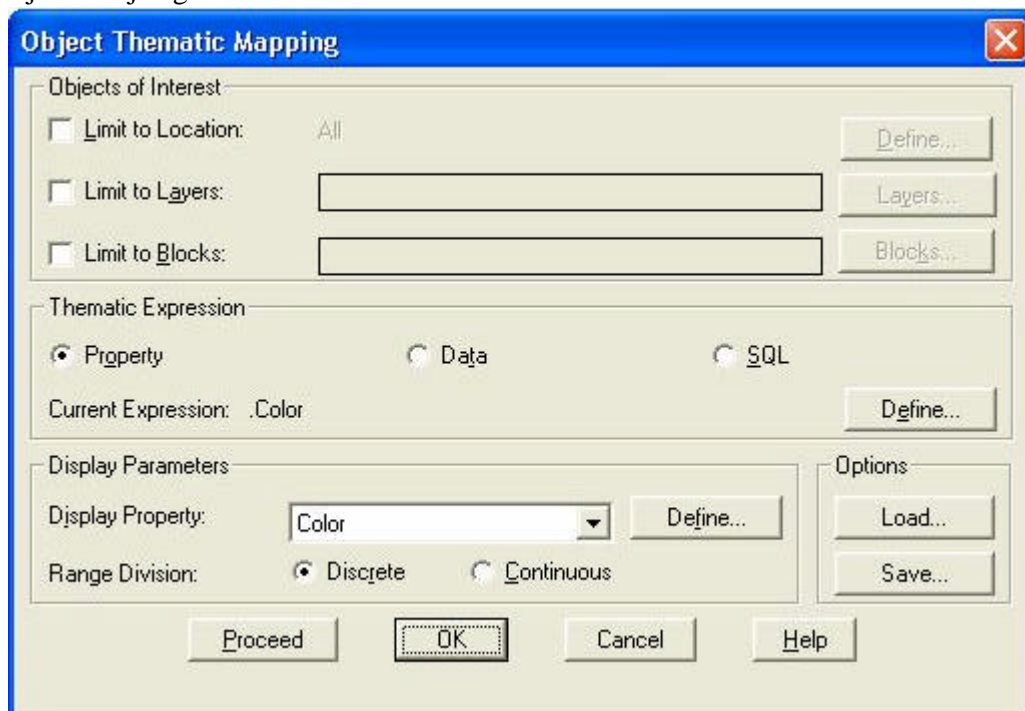 Object Thematic Mapping
Objects of Interest
Limit to Location: All Define...
Limit to Layers: Layers...
Limit to Blocks: Blocks...
Thematic Expression
Property Data SQL
Current Expression: .Color Define...
Display Parameters Options
Display Property: Color Define... Load...
Range Division: Discrete Continuous Save...
Proceed OK Cancel Help